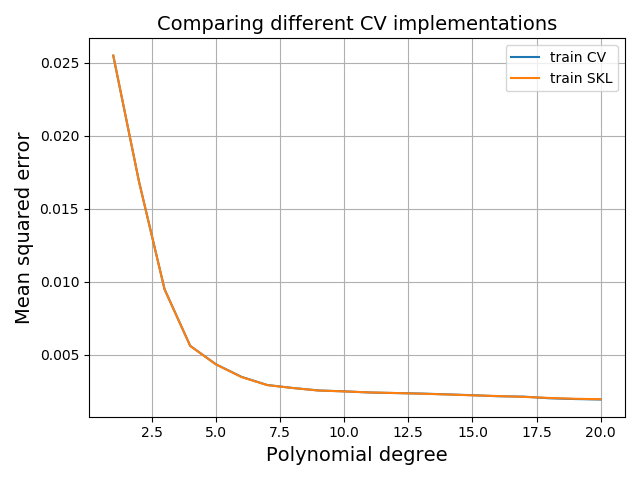 Comparing different CV implementations
train CV
train SKL
Mean squared error
0.025
0.020
0.015
0.010
0.005
2.5 5.0 7.5 10.0 12.5 15.0 17.5 20.0
Polynomial degree